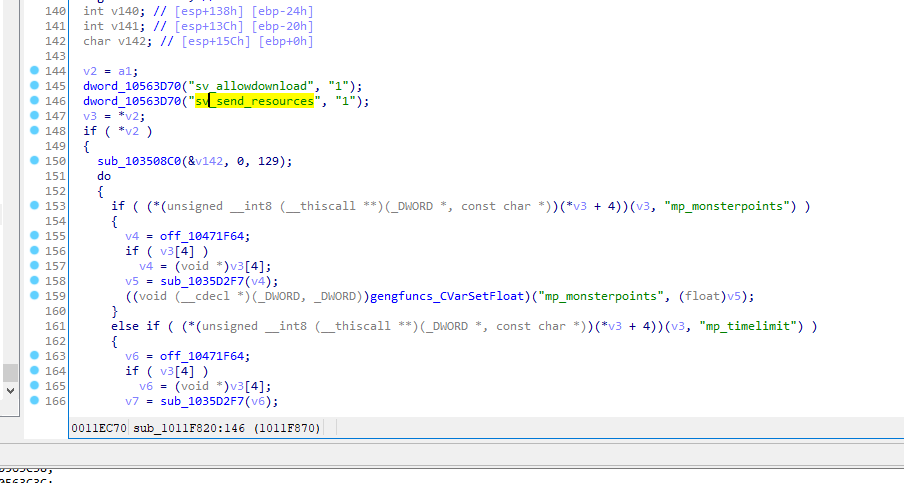 140 int v140; // [esp+138h] [ebp-24h]
141 int v141; // [esp+13Ch] [ebp-20h]
142 char v142; // [esp+15Ch] [ebp+0h]
143
144 v2 = a1;
145 dword_10563D70("sv_allowdownload", "1");
146 dword_10563D70("sv_send_resources", "1");
147 v3 = *v2;
148 if ( *v2 )
149 {
150 sub_103508C0(&v142, 0, 129);
151 do
152 {
153 if ( (*(unsigned __int8 (__thiscall **)(_DWORD *, const char *))(*v3 + 4))(v3, "mp_monsterpoints") )
154 {
155 v4 = off_10471F64;
156 if ( v3[4] )
157 v4 = (void *)v3[4];
158 v5 = sub_1035D2F7(v4);
159 ((void (__cdecl *)(_DWORD, _DWORD))gengfuncs_CVarSetFloat)("mp_monsterpoints", (float)v5);
160 }
161 else if ( (*(unsigned __int8 (__thiscall **)(_DWORD *, const char *))(*v3 + 4))(v3, "mp_timelimit") )
162 {
163 v6 = off_10471F64;
164 if ( v3[4] )
165 v6 = (void *)v3[4];
166 v7 = sub_1035D2F7(v6);
0011EC70 sub_1011F820:146 (1011F870)